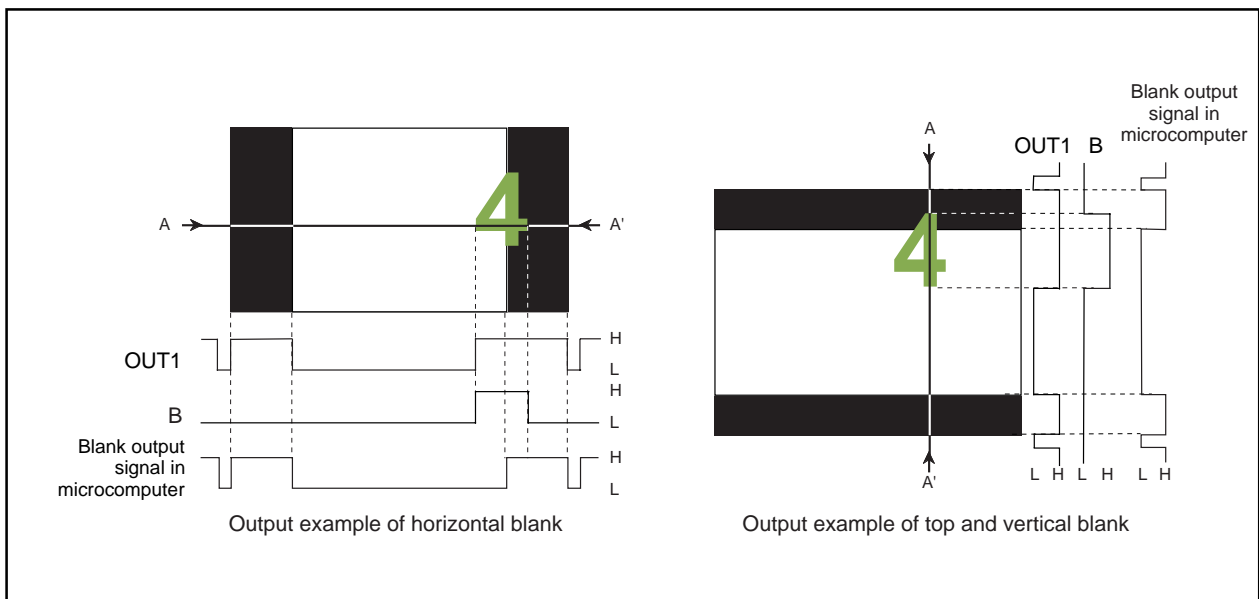 A
4
A'
OUT1
H
L
B
H
L
Blank output
signal in
microcomputer
H
L
Output example of horizontal blank
Blank output
signal in
microcomputer
A
OUT1
B
4
A'
L H L H L H
Output example of top and vertical blank